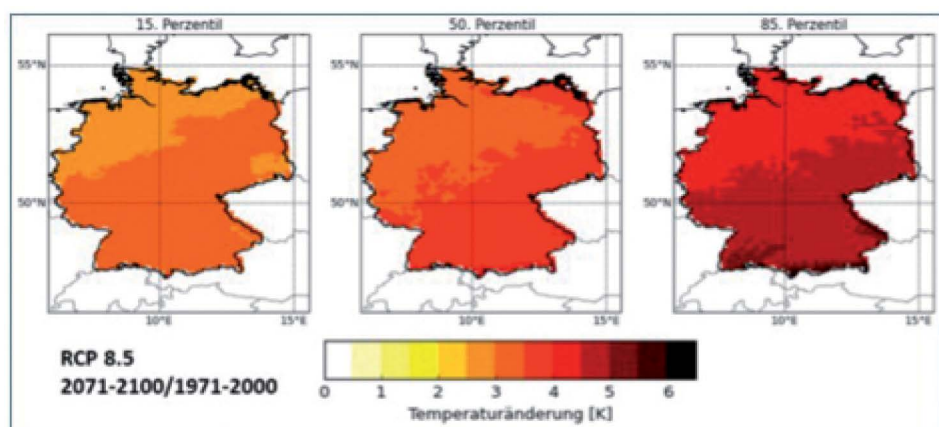 15. Perzentil
50. Perzentil
85. Perzentil
55°N
55°N
55°N
50°N
50°N
50°N
10°E 15°E
10°E 15°E
10°E 15°E
RCP 8.5
2071-2100/1971-2000
0 1 2 3 4 5 6
Temperaturänderung [K]